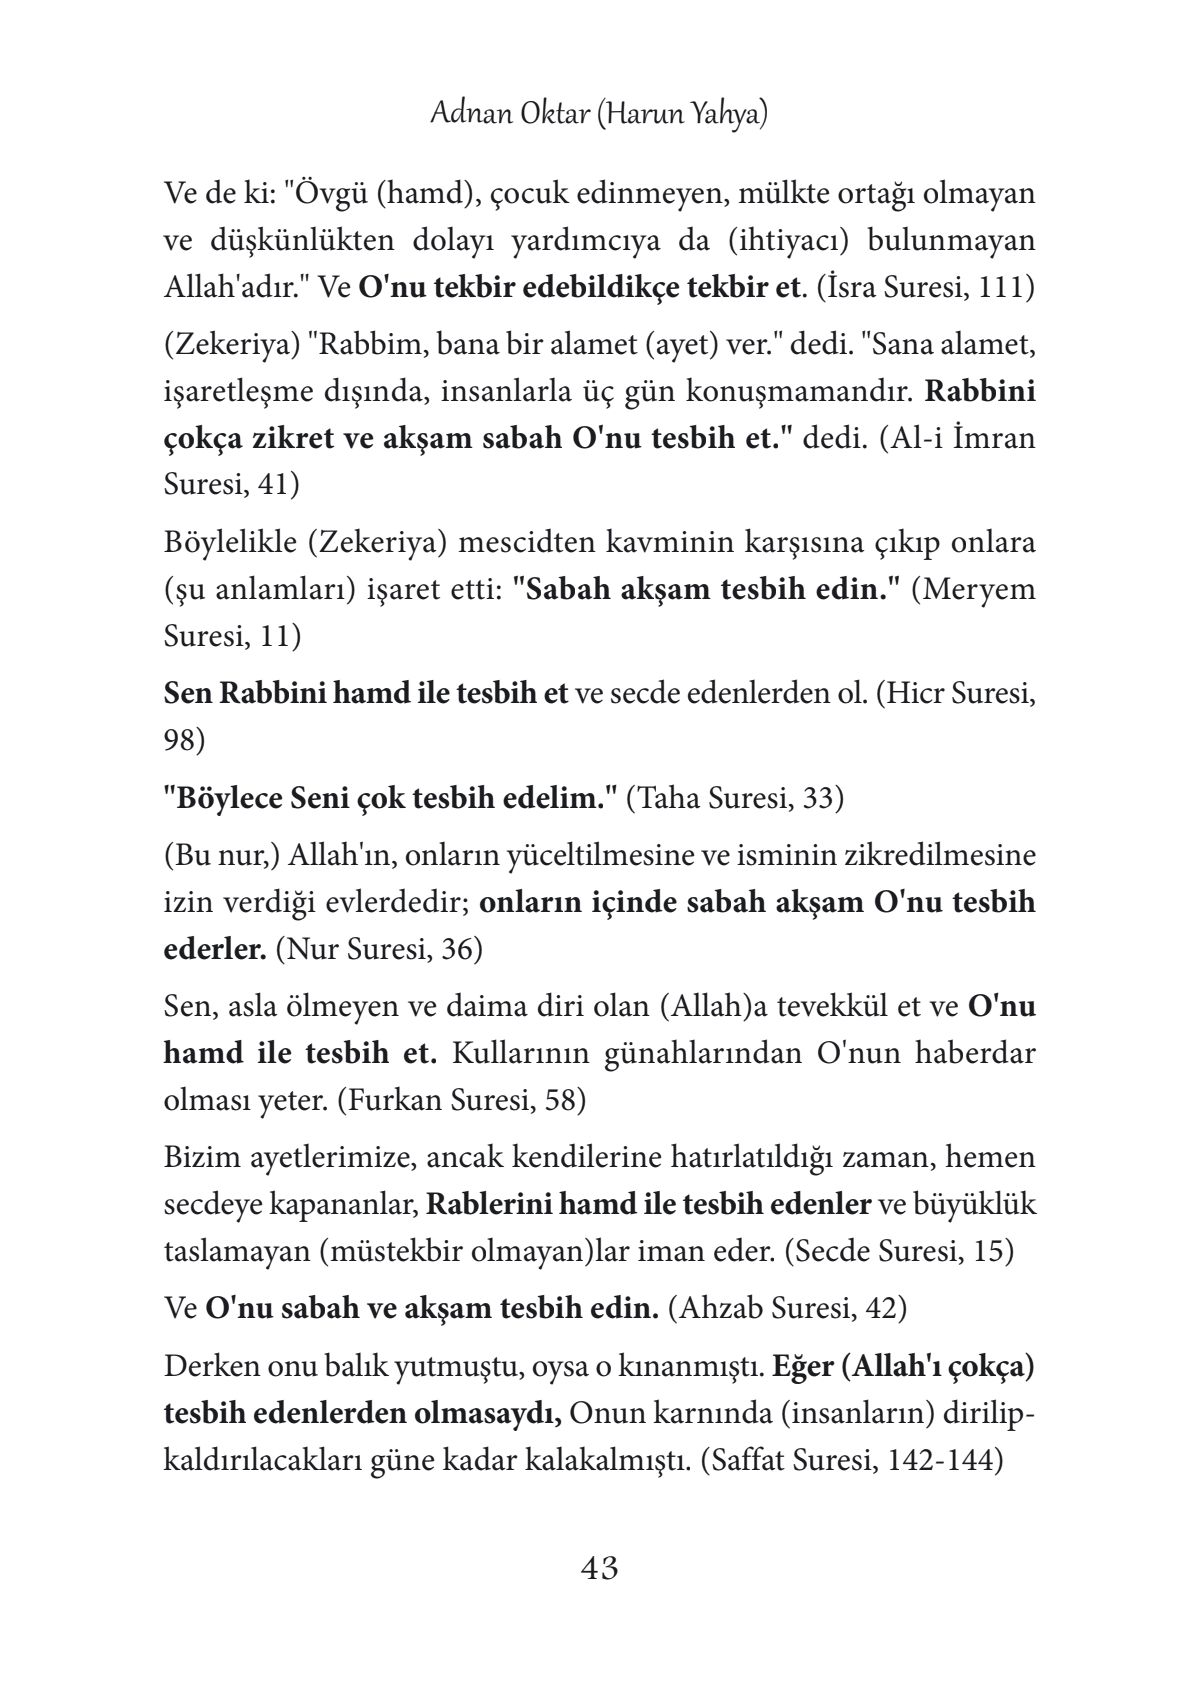 Adnan Oktar (Harun Yahya)
Ve de ki: "Övgü (hamd), çocuk edinmeyen, mülkte ortağı olmayan
ve düşkünlükten dolayı yardımcıya da (ihtiyacı) bulunmayan
Allah'adır." Ve O'nu tekbir edebildikçe tekbir et. (İsra Suresi, 111)
(Zekeriya) "Rabbim, bana bir alamet (ayet) ver." dedi. "Sana alamet,
işaretleşme dışında, insanlarla üç gün konuşmamandır. Rabbini
çokça zikret ve akşam sabah O'nu tesbih et." dedi. (Al-i İmran
Suresi, 41)
Böylelikle (Zekeriya) mescidten kavminin karşısına çıkıp onlara
(şu anlamları) işaret etti: "Sabah akşam tesbih edin." (Meryem
Suresi, 11)
Sen Rabbini hamd ile tesbih et ve secde edenlerden ol. (Hicr Suresi,
98)
"Böylece Seni çok tesbih edelim." (Taha Suresi, 33)
(Bu nur,) Allah'ın, onların yüceltilmesine ve isminin zikredilmesine
izin verdiği evlerdedir; onların içinde sabah akşam O'nu tesbih
ederler. (Nur Suresi, 36)
Sen, asla ölmeyen ve daima diri olan (Allah)a tevekkül et ve O'nu
hamd ile tesbih et. Kullarının günahlarından O'nun haberdar
olması yeter. (Furkan Suresi, 58)
Bizim ayetlerimize, ancak kendilerine hatırlatıldığı zaman, hemen
secdeye kapananlar, Rablerini hamd ile tesbih edenler ve büyüklük
taslamayan (müstekbir olmayan)lar iman eder. (Secde Suresi, 15)
Ve O'nu sabah ve akşam tesbih edin. (Ahzab Suresi, 42)
Derken onu balık yutmuştu, oysa o kınanmıştı. Eğer (Allah'ı çokça)
tesbih edenlerden olmasaydı, Onun karnında (insanların) dirilip-
kaldırılacakları güne kadar kalakalmıştı. (Saffat Suresi, 142-144)
43